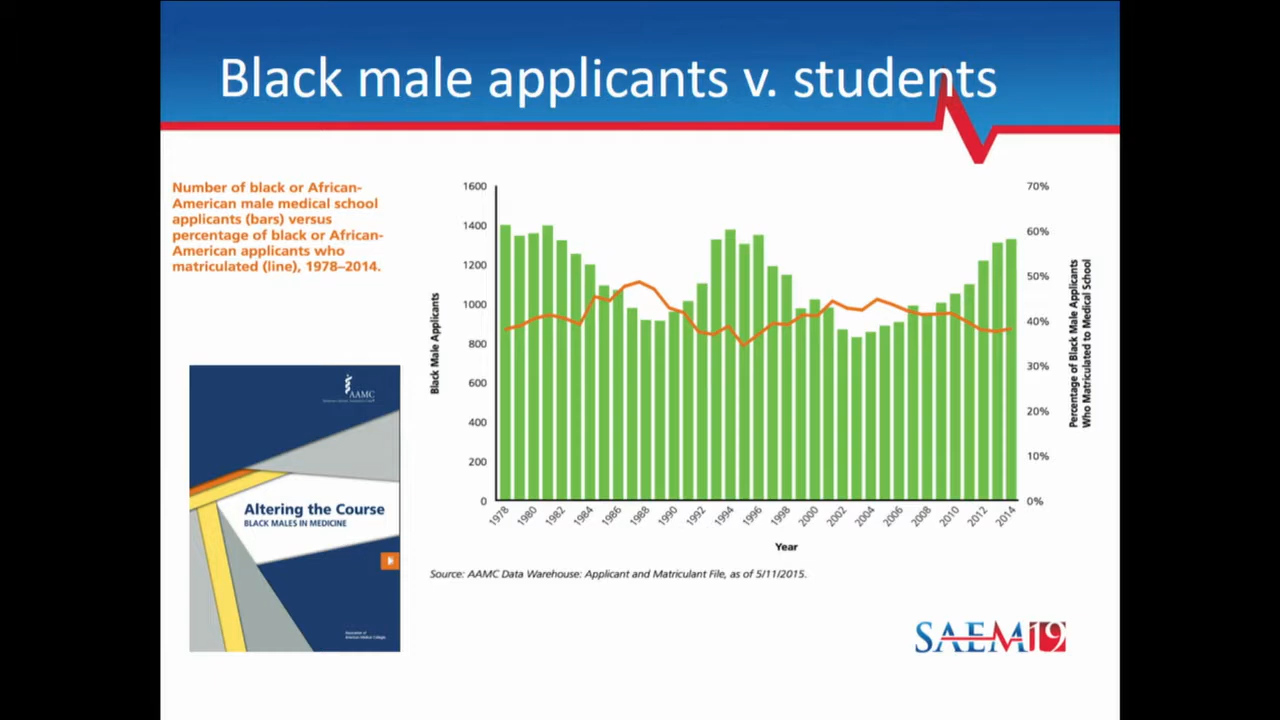 Black male applicants v. students
Number of black or African-
American male medical school
applicants (bars) versus
percentage of black or African-
American applicants who
matriculated (line), 1978–2014.
1600
1400
1200
1000
800
600
400
200
0
Black Male Applicants
70%
60%
50%
40%
30%
20%
10%
0%
Percentage of Black Male Applicants
Who Matriculated to Medical School
1978
1980
1982
1984
1986
1988
1990
1992
1994
1996
1998
2000
2002
2004
2006
2008
2010
2012
2014
Year
Source: AAMC Data Warehouse: Applicant and Matriculant File, as of 5/11/2015.
AAMC
Altering the Course
BLACK MALES IN MEDICINE
Association of
American Medical Colleges
SAEM19